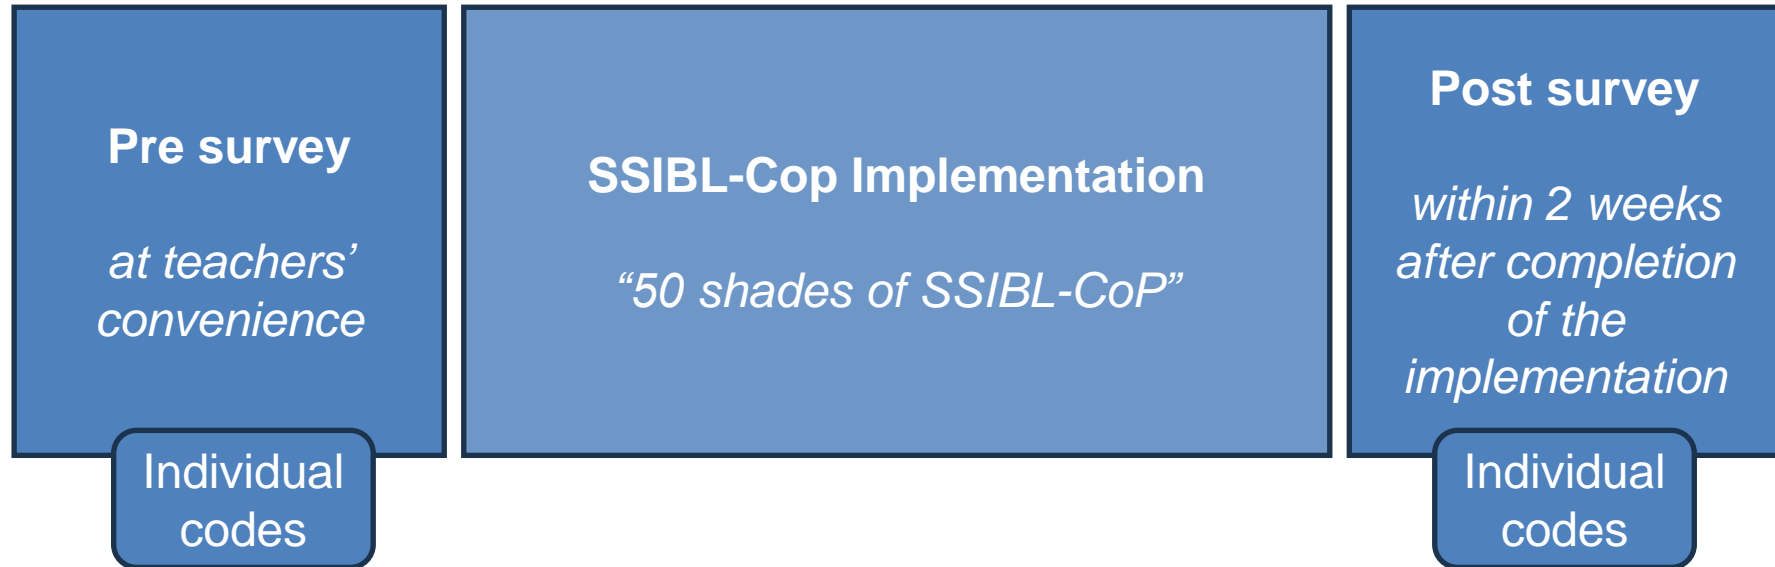 Pre survey
at teachers’
convenience
Individual
codes
SSIBL-Cop Implementation
“50 shades of SSIBL-CoP”
Post survey
within 2 weeks
after completion
of the
implementation
Individual
codes